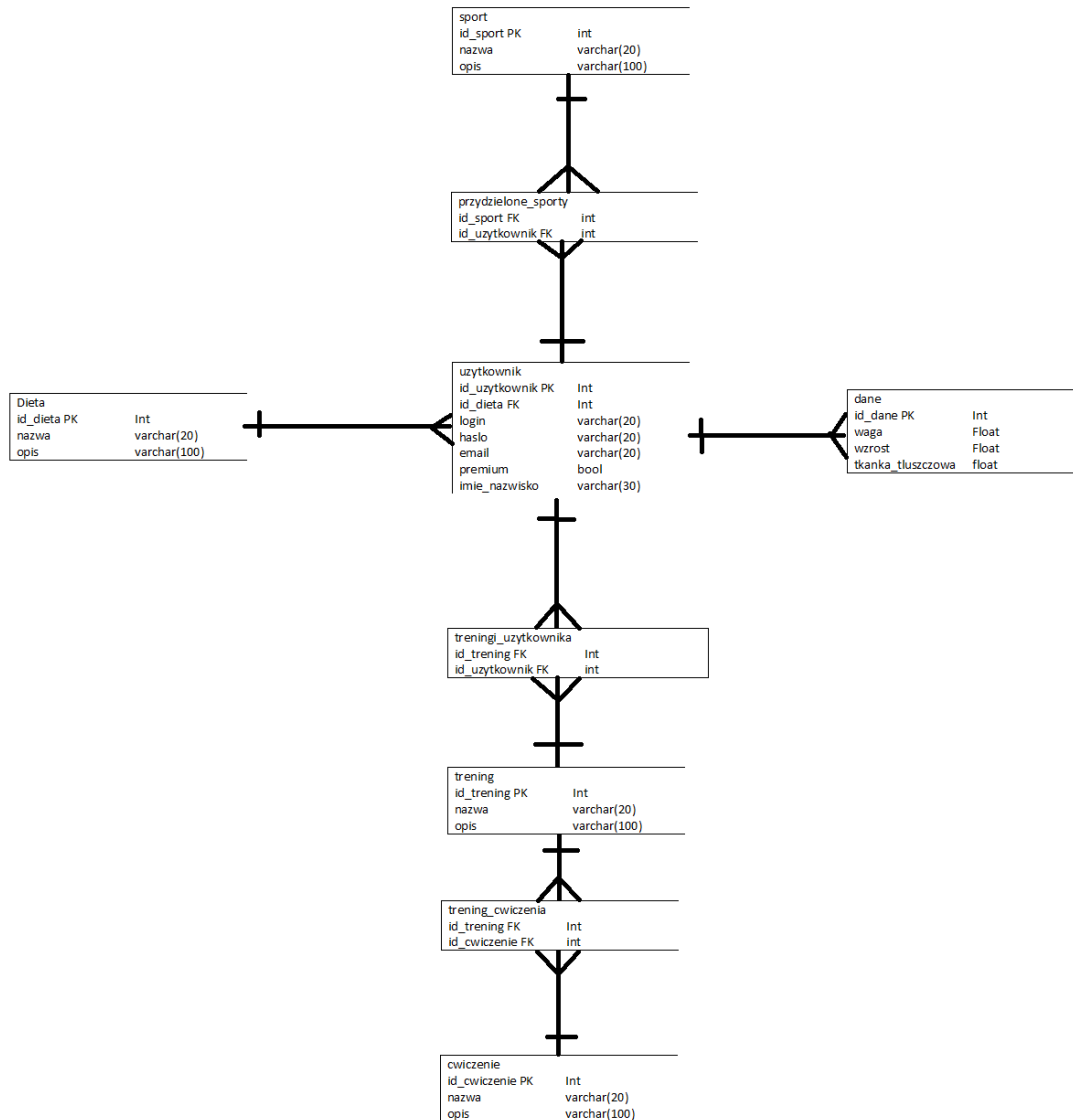 sport
id_sport PK int
nazwa varchar(20)
opis varchar(100)
przydzielone_sporty
id_sport FK int
id_uzytkownik FK int
uzytkownik
id_uzytkownik PK Int
id_dieta FK Int
login varchar(20)
haslo varchar(20)
email varchar(20)
premium bool
imie_nazwisko varchar(30)
Dieta
id_dieta PK Int
nazwa varchar(20)
opis varchar(100)
dane
id_dane PK Int
waga Float
wzrost Float
tkanka_tluszczowa float
treningi_uzytkownika
id_trening FK Int
id_uzytkownik FK int
trening
id_trening PK Int
nazwa varchar(20)
opis varchar(100)
trening_cwiczenia
id_trening FK Int
id_cwiczenie FK int
cwiczenie
id_cwiczenie PK Int
nazwa varchar(20)
opis varchar(100)